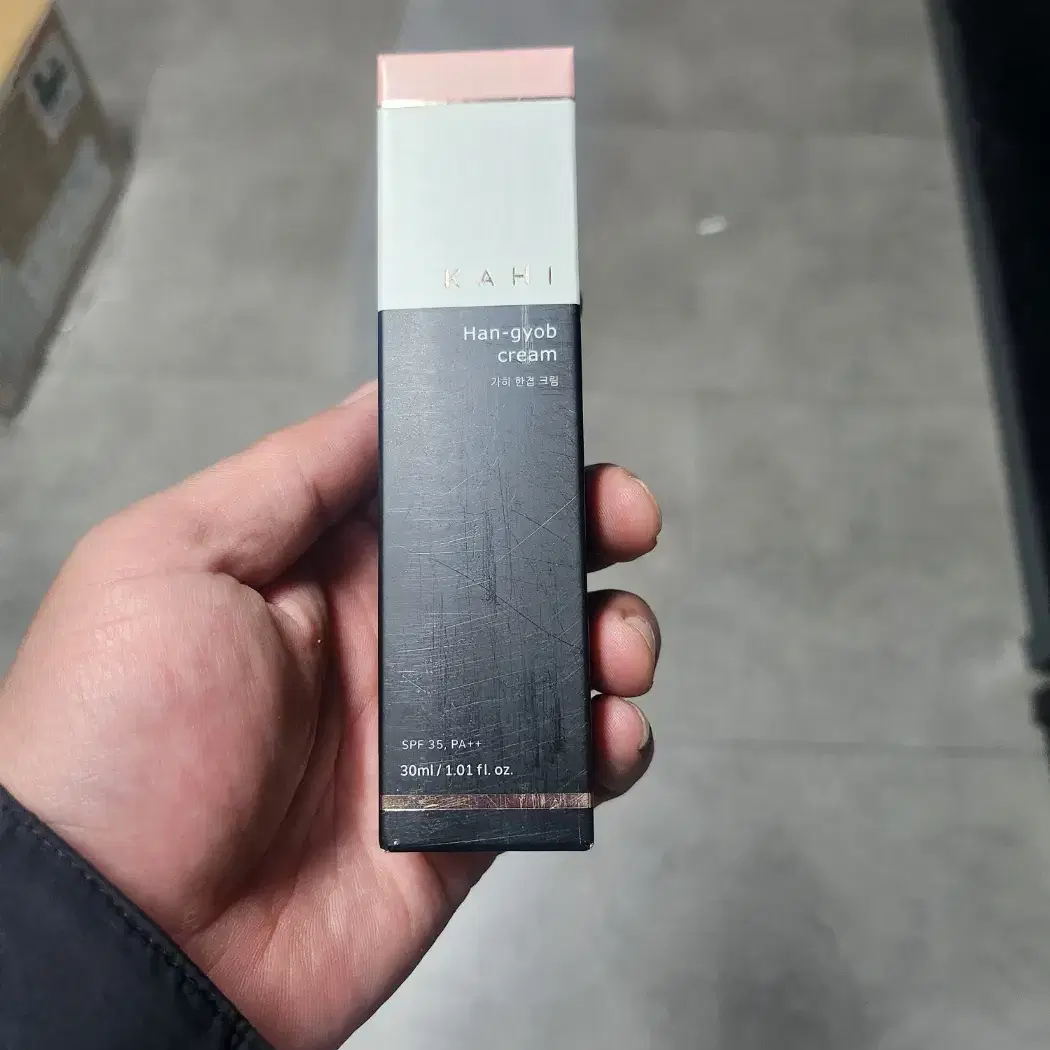 KAHI
Han-gyob
cream
가히 한겹 크림
SPF 35, PA++
30ml / 1.01 fl. oz.